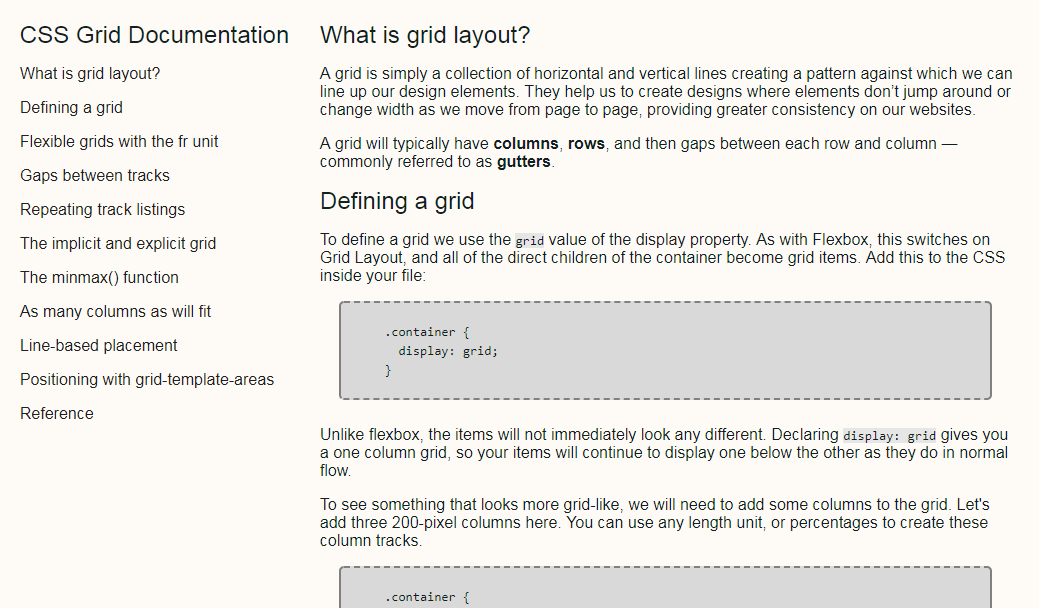 CSS Grid Documentation
What is grid layout?
Defining a grid
Flexible grids with the fr unit
Gaps between tracks
Repeating track listings
The implicit and explicit grid
The minmax() function
As many columns as will fit
Line-based placement
Positioning with grid-template-areas
Reference
What is grid layout?
A grid is simply a collection of horizontal and vertical lines creating a pattern against which we can
line up our design elements. They help us to create designs where elements don’t jump around or
change width as we move from page to page, providing greater consistency on our websites.
A grid will typically have columns, rows, and then gaps between each row and column —
commonly referred to as gutters.
Defining a grid
To define a grid we use the grid value of the display property. As with Flexbox, this switches on
Grid Layout, and all of the direct children of the container become grid items. Add this to the CSS
inside your file:
.container {
  display: grid;
}
Unlike flexbox, the items will not immediately look any different. Declaring display: grid gives you
a one column grid, so your items will continue to display one below the other as they do in normal
flow.
To see something that looks more grid-like, we will need to add some columns to the grid. Let's
add three 200-pixel columns here. You can use any length unit, or percentages to create these
column tracks.
.container {